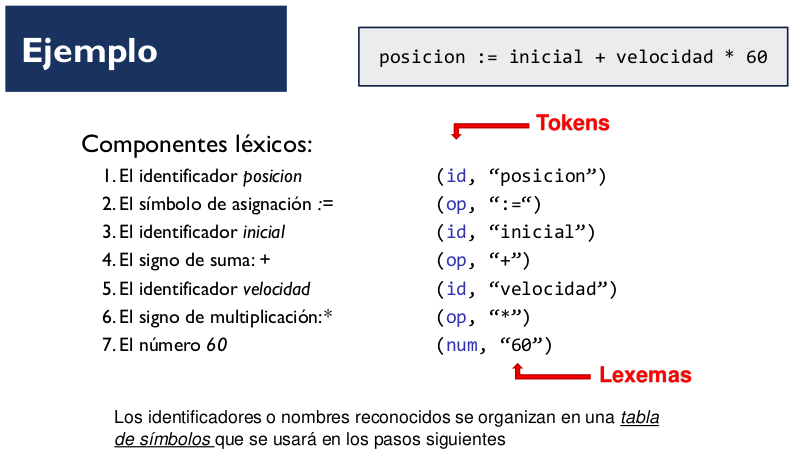 Ejemplo
posicion := inicial + velocidad * 60
Tokens
Componentes léxicos:
1. El identificador posicion
(id, “posicion”)
2. El símbolo de asignación :=
(op, “:=“)
3. El identificador inicial
(id, “inicial”)
4. El signo de suma: +
(op, “+”)
5. El identificador velocidad
(id, “velocidad”)
6. El signo de multiplicación:*
(op, “*”)
7. El número 60
(num, “60”)
Lexemas
Los identificadores o nombres reconocidos se organizan en una tabla
de símbolos que se usará en los pasos siguientes